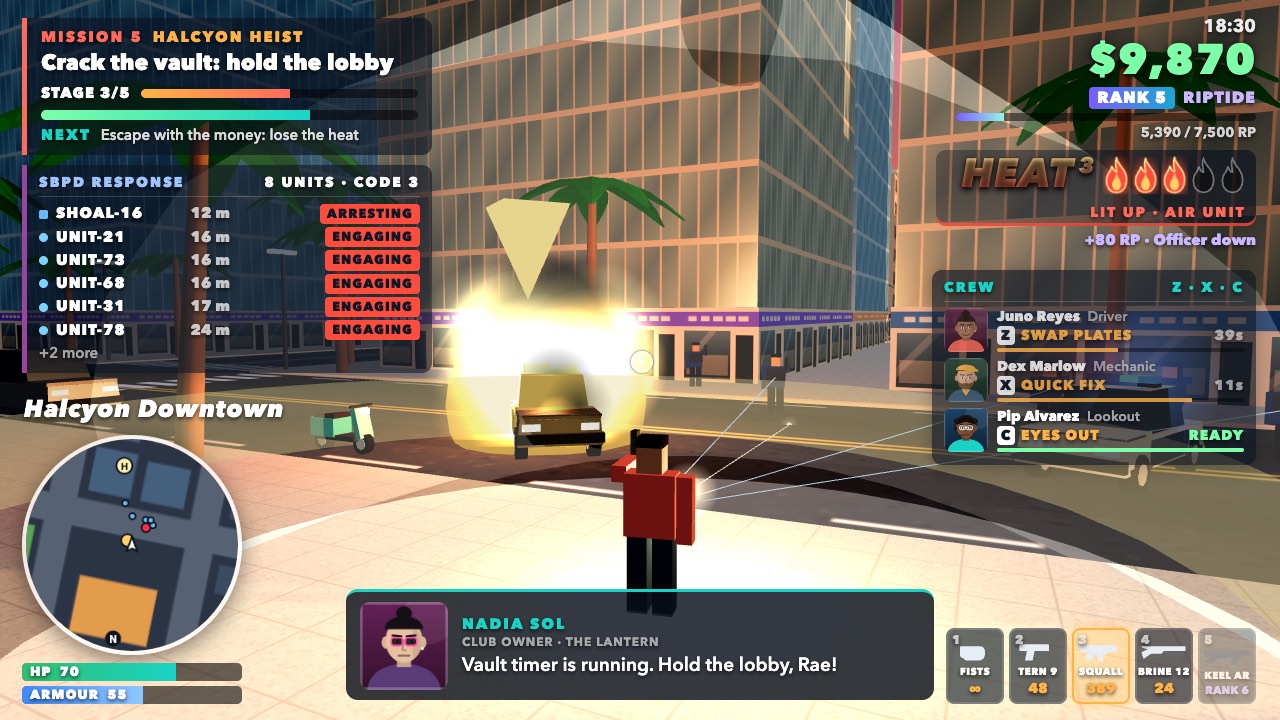 MISSION 5 HALCYON HEIST
Crack the vault: hold the lobby
STAGE 3/5
NEXT Escape with the money: lose the heat
SBPD RESPONSE 8 UNITS · CODE 3
SHOAL-16 12 m ARRESTING
UNIT-21 16 m ENGAGING
UNIT-73 16 m ENGAGING
UNIT-68 16 m ENGAGING
UNIT-31 17 m ENGAGING
UNIT-78 24 m ENGAGING
+2 more
18:30
$9,870
RANK 5 RIPTIDE
5,390 / 7,500 RP
HEAT³
LIT UP · AIR UNIT
+80 RP · Officer down
CREW Z · X · C
Juno Reyes Driver
Z SWAP PLATES 39s
Dex Marlow Mechanic
X QUICK FIX 11s
Pip Alvarez Lookout
C EYES OUT READY
Halcyon Downtown
H
N
HP 70
ARMOUR 55
NADIA SOL
CLUB OWNER · THE LANTERN
Vault timer is running. Hold the lobby, Rae!
1 FISTS ∞
2 TERN 9 48
3 SQUALL 389
4 BRINE 12 24
5 KEEL AR RANK 6